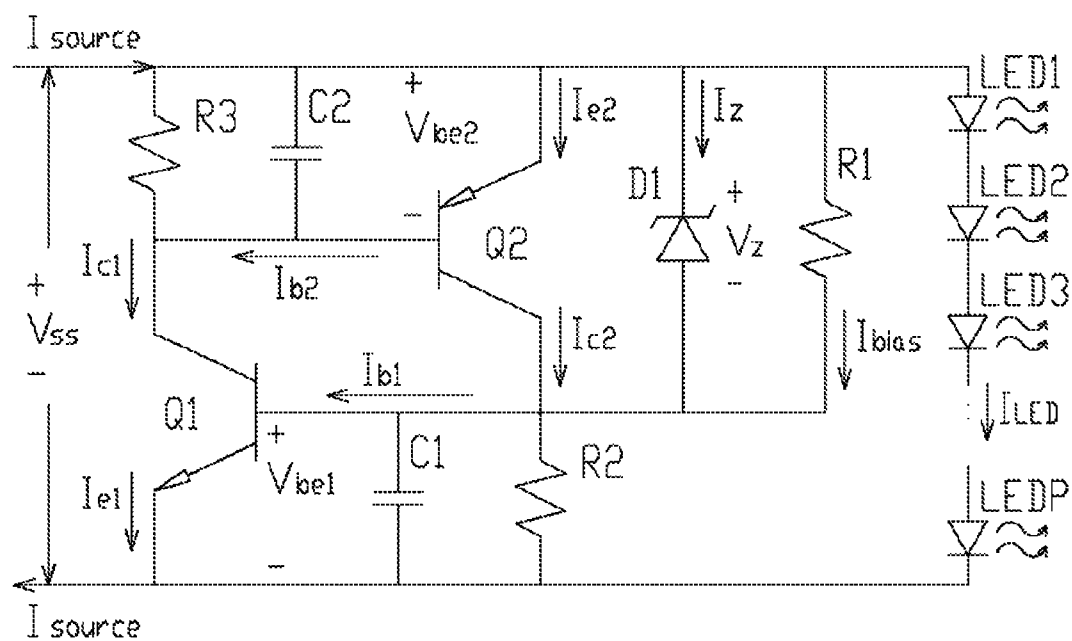 I source
LED1
R3
C2
+
Vbe2
Ie2
Iz
D1
+
R1
LED2
−
Q2
Vz
Ic1
Ib2
−
LED3
+
Vss
−
Ic2
Ibias
Ib1
ILED
Q1
+
Vbe1
C1
R2
Ie1
LEDP
−
I source